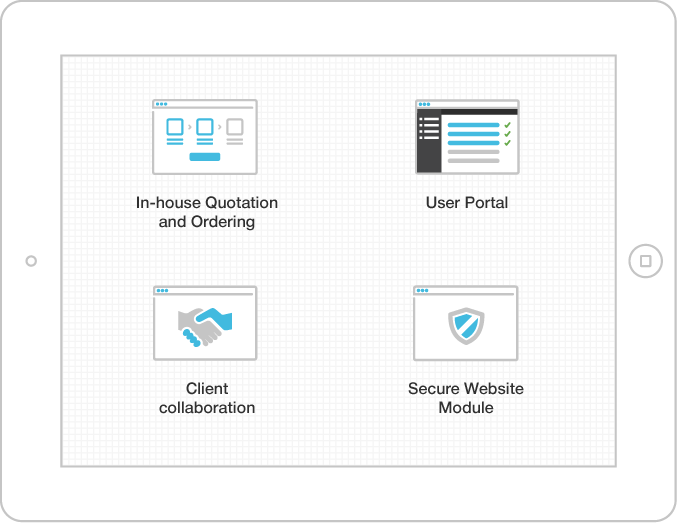 In-house Quotation
and Ordering
User Portal
Client
collaboration
Secure Website
Module